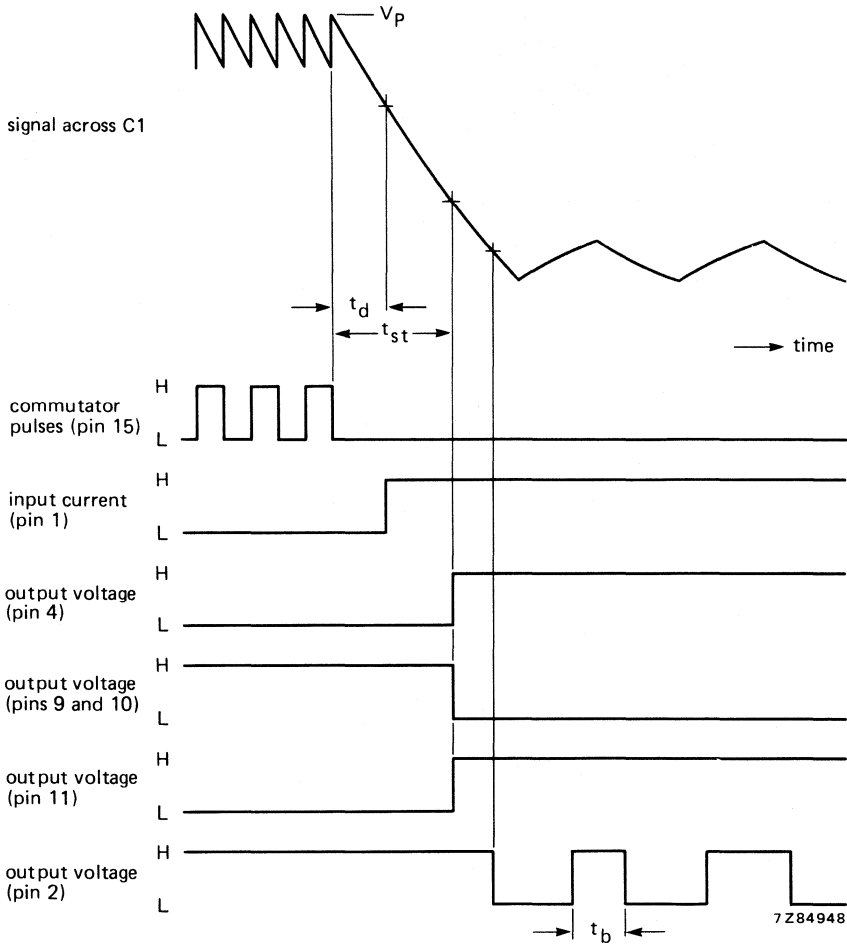 V_P
signal across C1
t_d
t_st
time
commutator
pulses (pin 15)
H
L
input current
(pin 1)
H
L
output voltage
(pin 4)
H
L
output voltage
(pins 9 and 10)
H
L
output voltage
(pin 11)
H
L
output voltage
(pin 2)
H
L
7Z84948
t_b